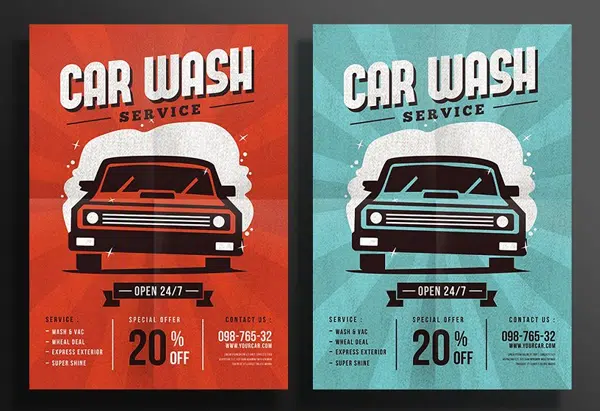 CAR WASH
SERVICE
OPEN 24/7
SERVICE :
- WASH & VAC
- WHEAL DEAL
- EXPRESS EXTERIOR
- SUPER SHINE
SPECIAL OFFER
20% OFF
CONTACT US :
098-765-32
WWW.YOURCAR.COM
CAR WASH
SERVICE
OPEN 24/7
SERVICE :
- WASH & VAC
- WHEAL DEAL
- EXPRESS EXTERIOR
- SUPER SHINE
SPECIAL OFFER
20% OFF
CONTACT US :
098-765-32
WWW.YOURCAR.COM